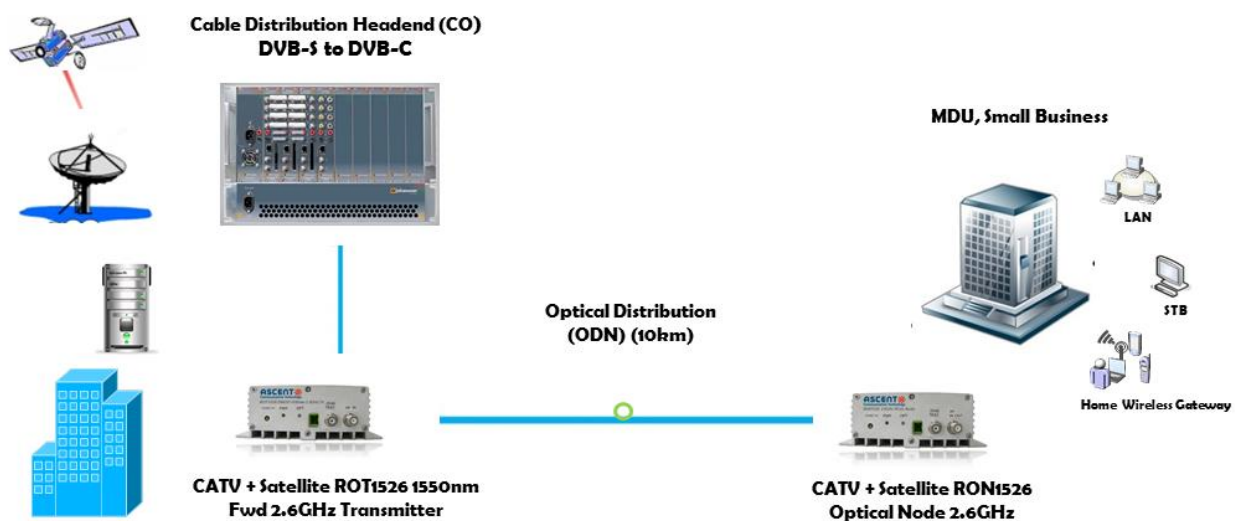 Cable Distribution Headend (CO)
DVB-S to DVB-C
MDU, Small Business
LAN
STB
Optical Distribution
(ODN) (10km)
Home Wireless Gateway
ASCENT
ASCENT
CATV + Satellite ROT1526 1550nm
Fwd 2.6GHz Transmitter
CATV + Satellite RON1526
Optical Node 2.6GHz